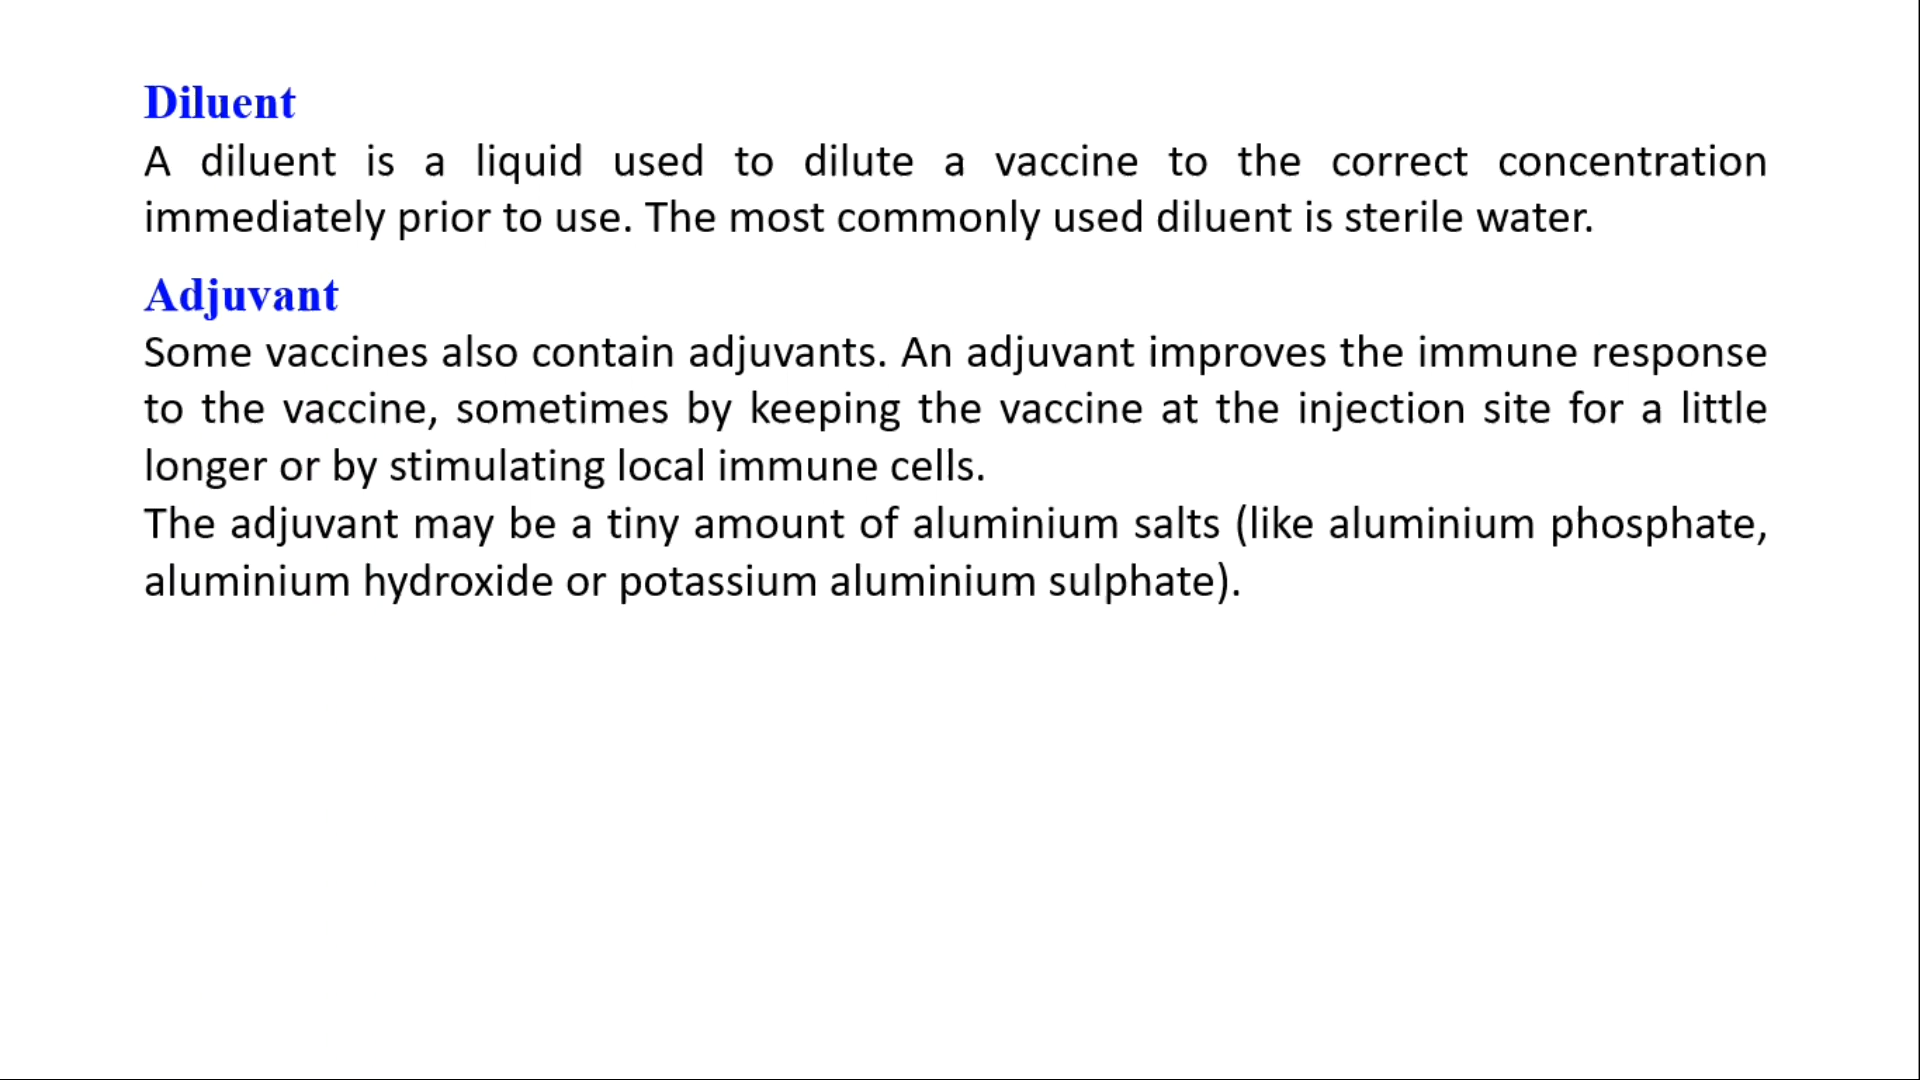 Diluent
A diluent is a liquid used to dilute a vaccine to the correct concentration
immediately prior to use. The most commonly used diluent is sterile water.
Adjuvant
Some vaccines also contain adjuvants. An adjuvant improves the immune response
to the vaccine, sometimes by keeping the vaccine at the injection site for a little
longer or by stimulating local immune cells.
The adjuvant may be a tiny amount of aluminium salts (like aluminium phosphate,
aluminium hydroxide or potassium aluminium sulphate).